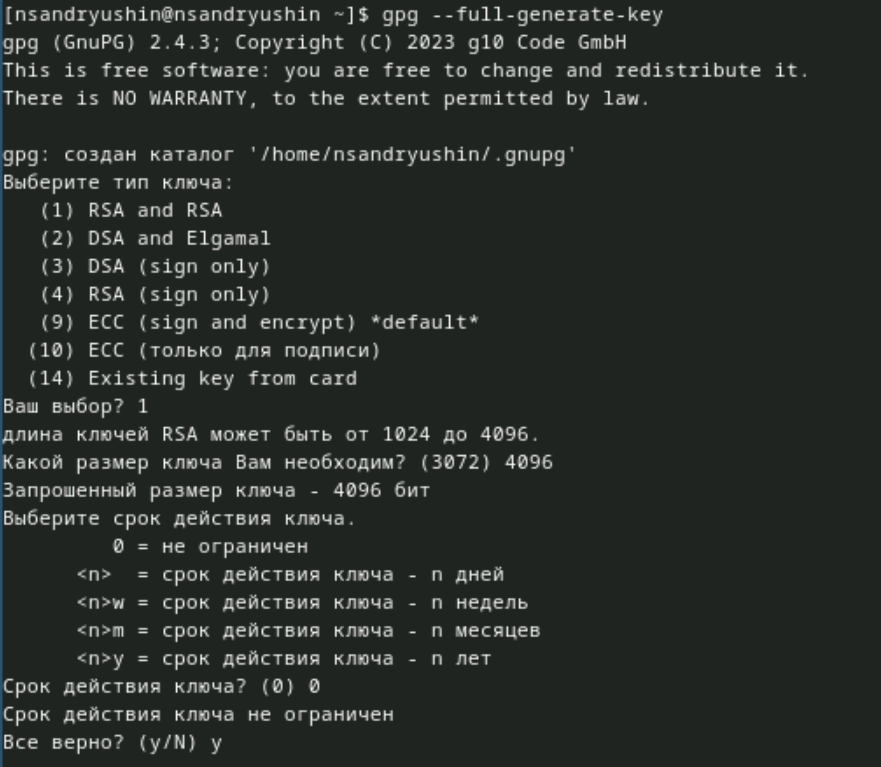 [nsandryushin@nsandryushin ~]$ gpg --full-generate-key
gpg (GnuPG) 2.4.3; Copyright (C) 2023 g10 Code GmbH
This is free software: you are free to change and redistribute it.
There is NO WARRANTY, to the extent permitted by law.

gpg: создан каталог '/home/nsandryushin/.gnupg'
Выберите тип ключа:
   (1) RSA and RSA
   (2) DSA and Elgamal
   (3) DSA (sign only)
   (4) RSA (sign only)
   (9) ECC (sign and encrypt) *default*
  (10) ECC (только для подписи)
  (14) Existing key from card
Ваш выбор? 1
длина ключей RSA может быть от 1024 до 4096.
Какой размер ключа Вам необходим? (3072) 4096
Запрошенный размер ключа - 4096 бит
Выберите срок действия ключа.
         0 = не ограничен
      <n>  = срок действия ключа - n дней
      <n>w = срок действия ключа - n недель
      <n>m = срок действия ключа - n месяцев
      <n>y = срок действия ключа - n лет
Срок действия ключа? (0) 0
Срок действия ключа не ограничен
Все верно? (y/N) y